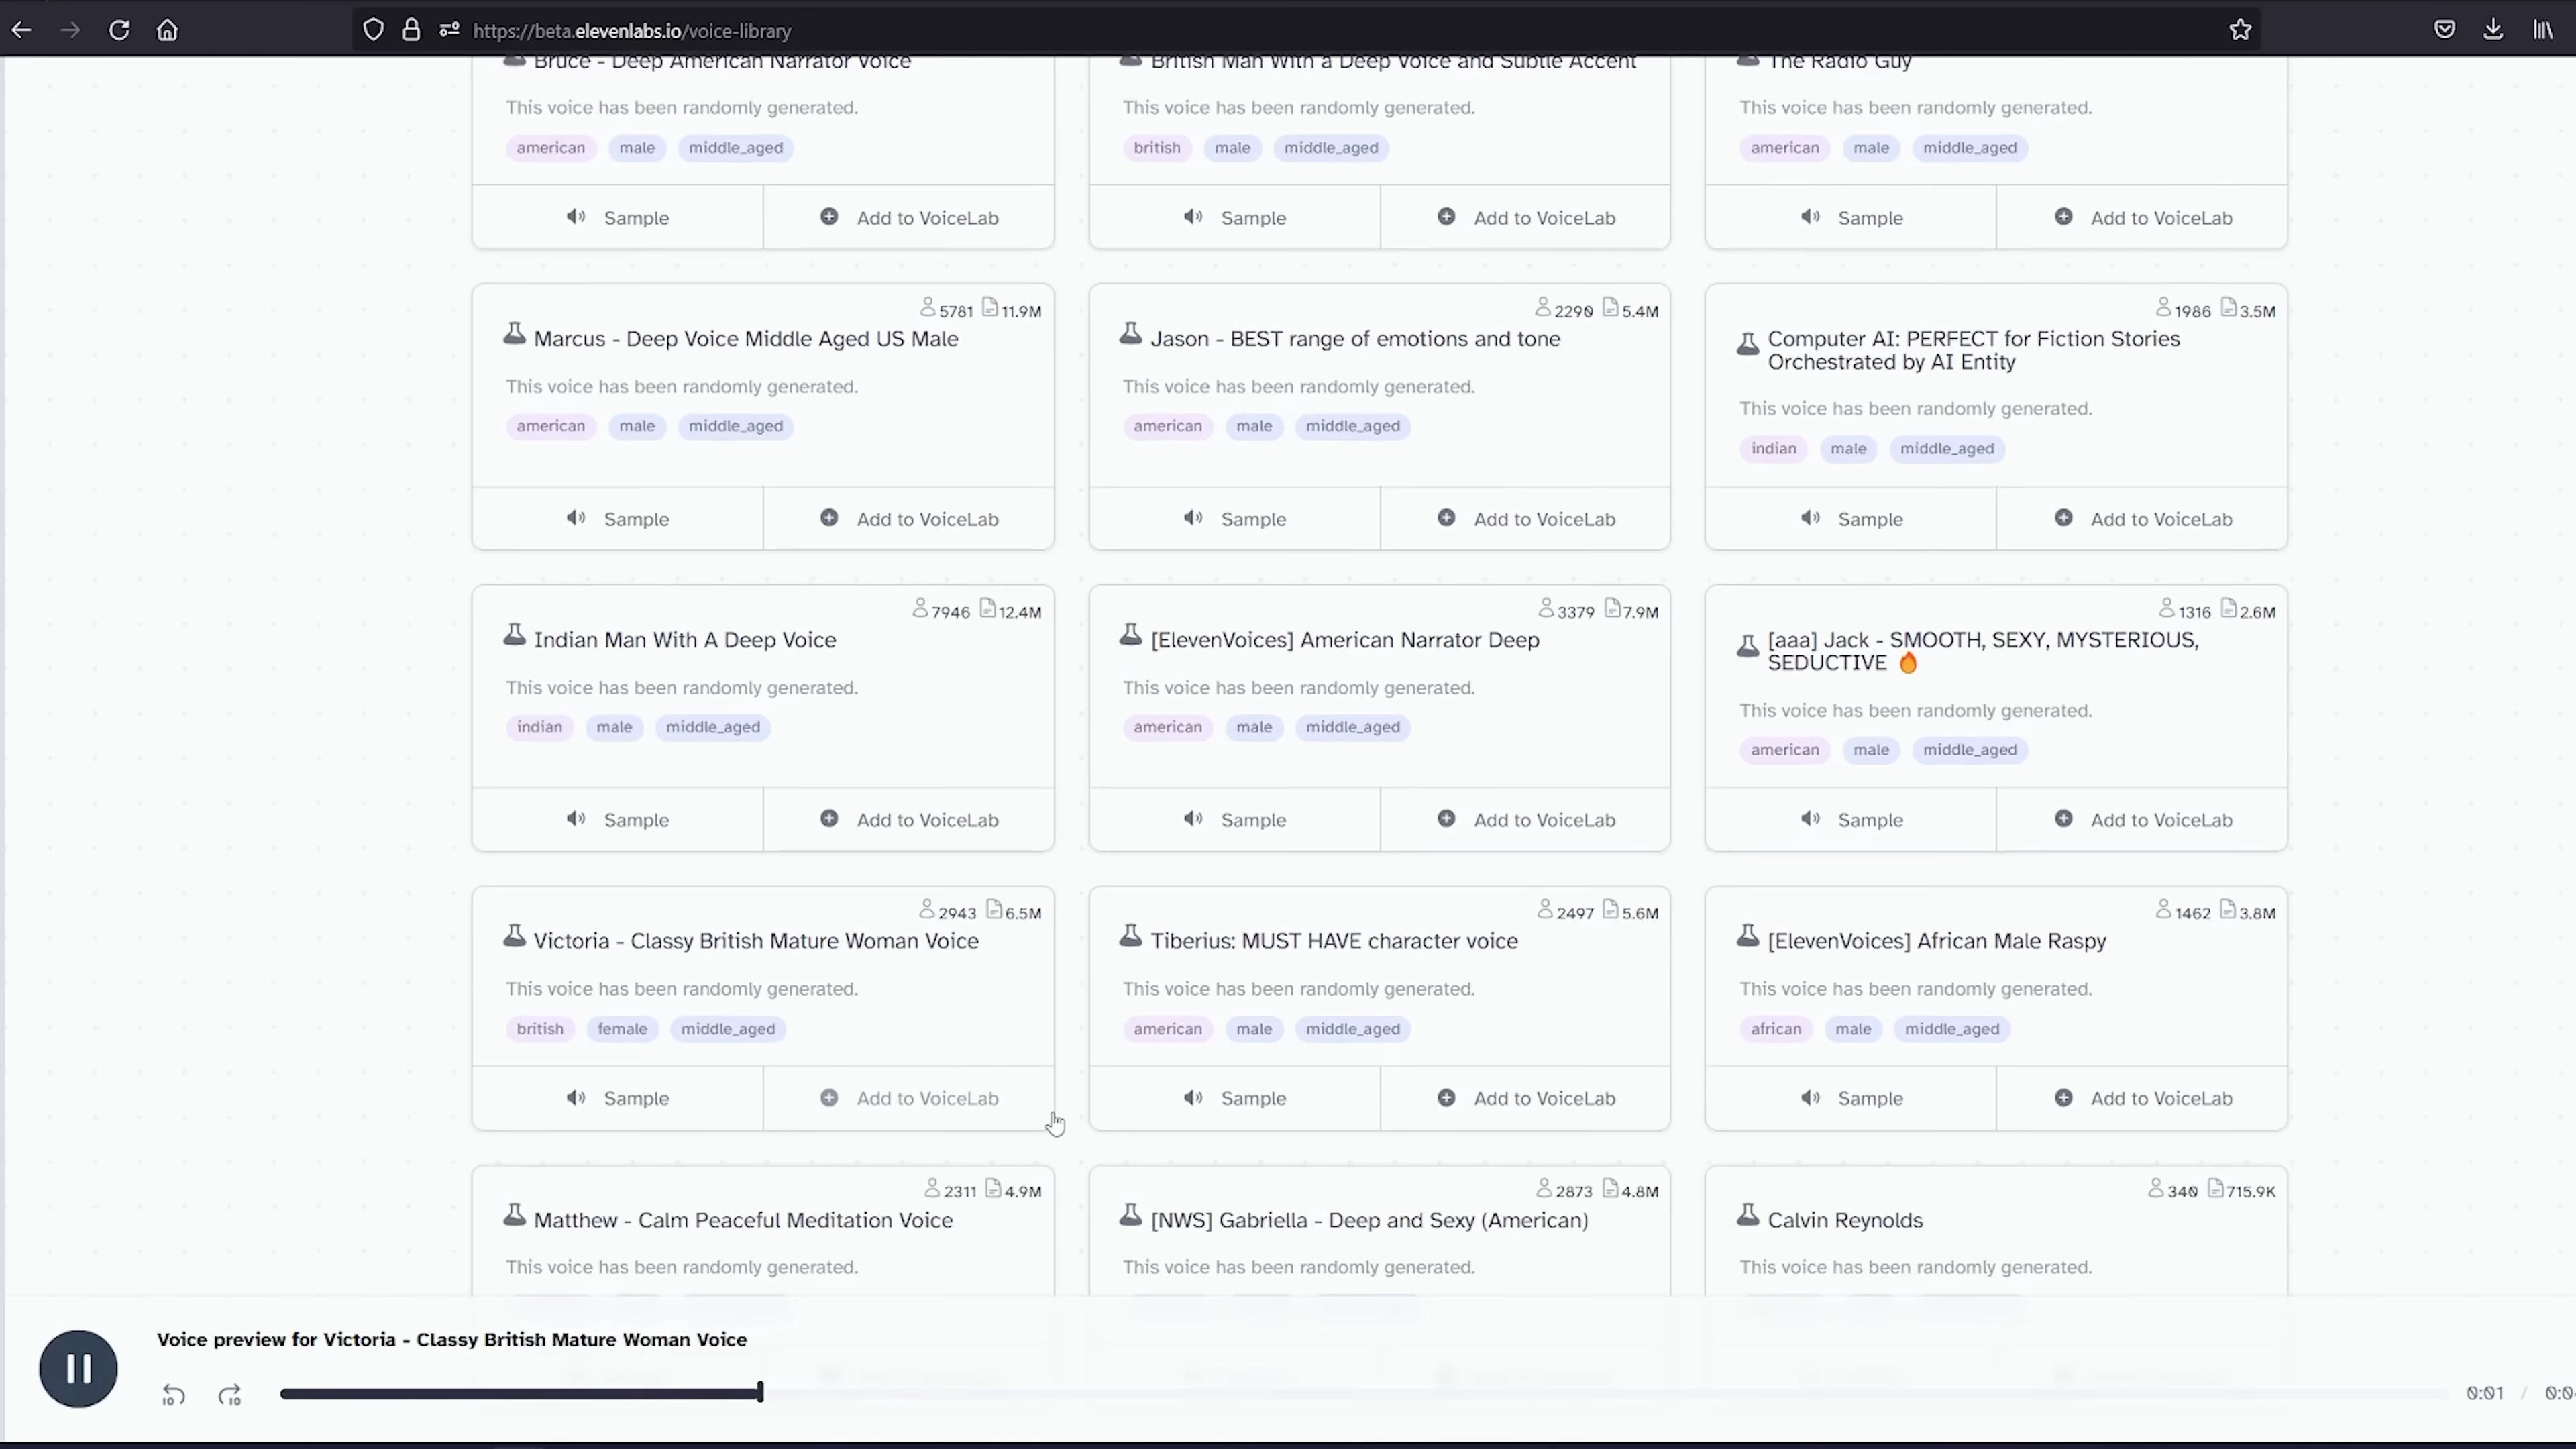 https://beta.elevenlabs.io/voice-library
Bruce - Deep American Narrator Voice
This voice has been randomly generated.
american male middle_aged
Sample Add to VoiceLab
British Man With a Deep Voice and Subtle Accent
This voice has been randomly generated.
british male middle_aged
Sample Add to VoiceLab
The Radio Guy
This voice has been randomly generated.
american male middle_aged
Sample Add to VoiceLab
5781 11.9M
Marcus - Deep Voice Middle Aged US Male
This voice has been randomly generated.
american male middle_aged
Sample Add to VoiceLab
2290 5.4M
Jason - BEST range of emotions and tone
This voice has been randomly generated.
american male middle_aged
Sample Add to VoiceLab
1986 3.5M
Computer AI: PERFECT for Fiction Stories
Orchestrated by AI Entity
This voice has been randomly generated.
indian male middle_aged
Sample Add to VoiceLab
7946 12.4M
Indian Man With A Deep Voice
This voice has been randomly generated.
indian male middle_aged
Sample Add to VoiceLab
3379 7.9M
[ElevenVoices] American Narrator Deep
This voice has been randomly generated.
american male middle_aged
Sample Add to VoiceLab
1316 2.6M
[aaa] Jack - SMOOTH, SEXY, MYSTERIOUS,
SEDUCTIVE 🔥
This voice has been randomly generated.
american male middle_aged
Sample Add to VoiceLab
2943 6.5M
Victoria - Classy British Mature Woman Voice
This voice has been randomly generated.
british female middle_aged
Sample Add to VoiceLab
2497 5.6M
Tiberius: MUST HAVE character voice
This voice has been randomly generated.
american male middle_aged
Sample Add to VoiceLab
1462 3.8M
[ElevenVoices] African Male Raspy
This voice has been randomly generated.
african male middle_aged
Sample Add to VoiceLab
2311 4.9M
Matthew - Calm Peaceful Meditation Voice
This voice has been randomly generated.
2873 4.8M
[NWS] Gabriella - Deep and Sexy (American)
This voice has been randomly generated.
340 715.9K
Calvin Reynolds
This voice has been randomly generated.
Voice preview for Victoria - Classy British Mature Woman Voice
10 10 0:01 / 0:0